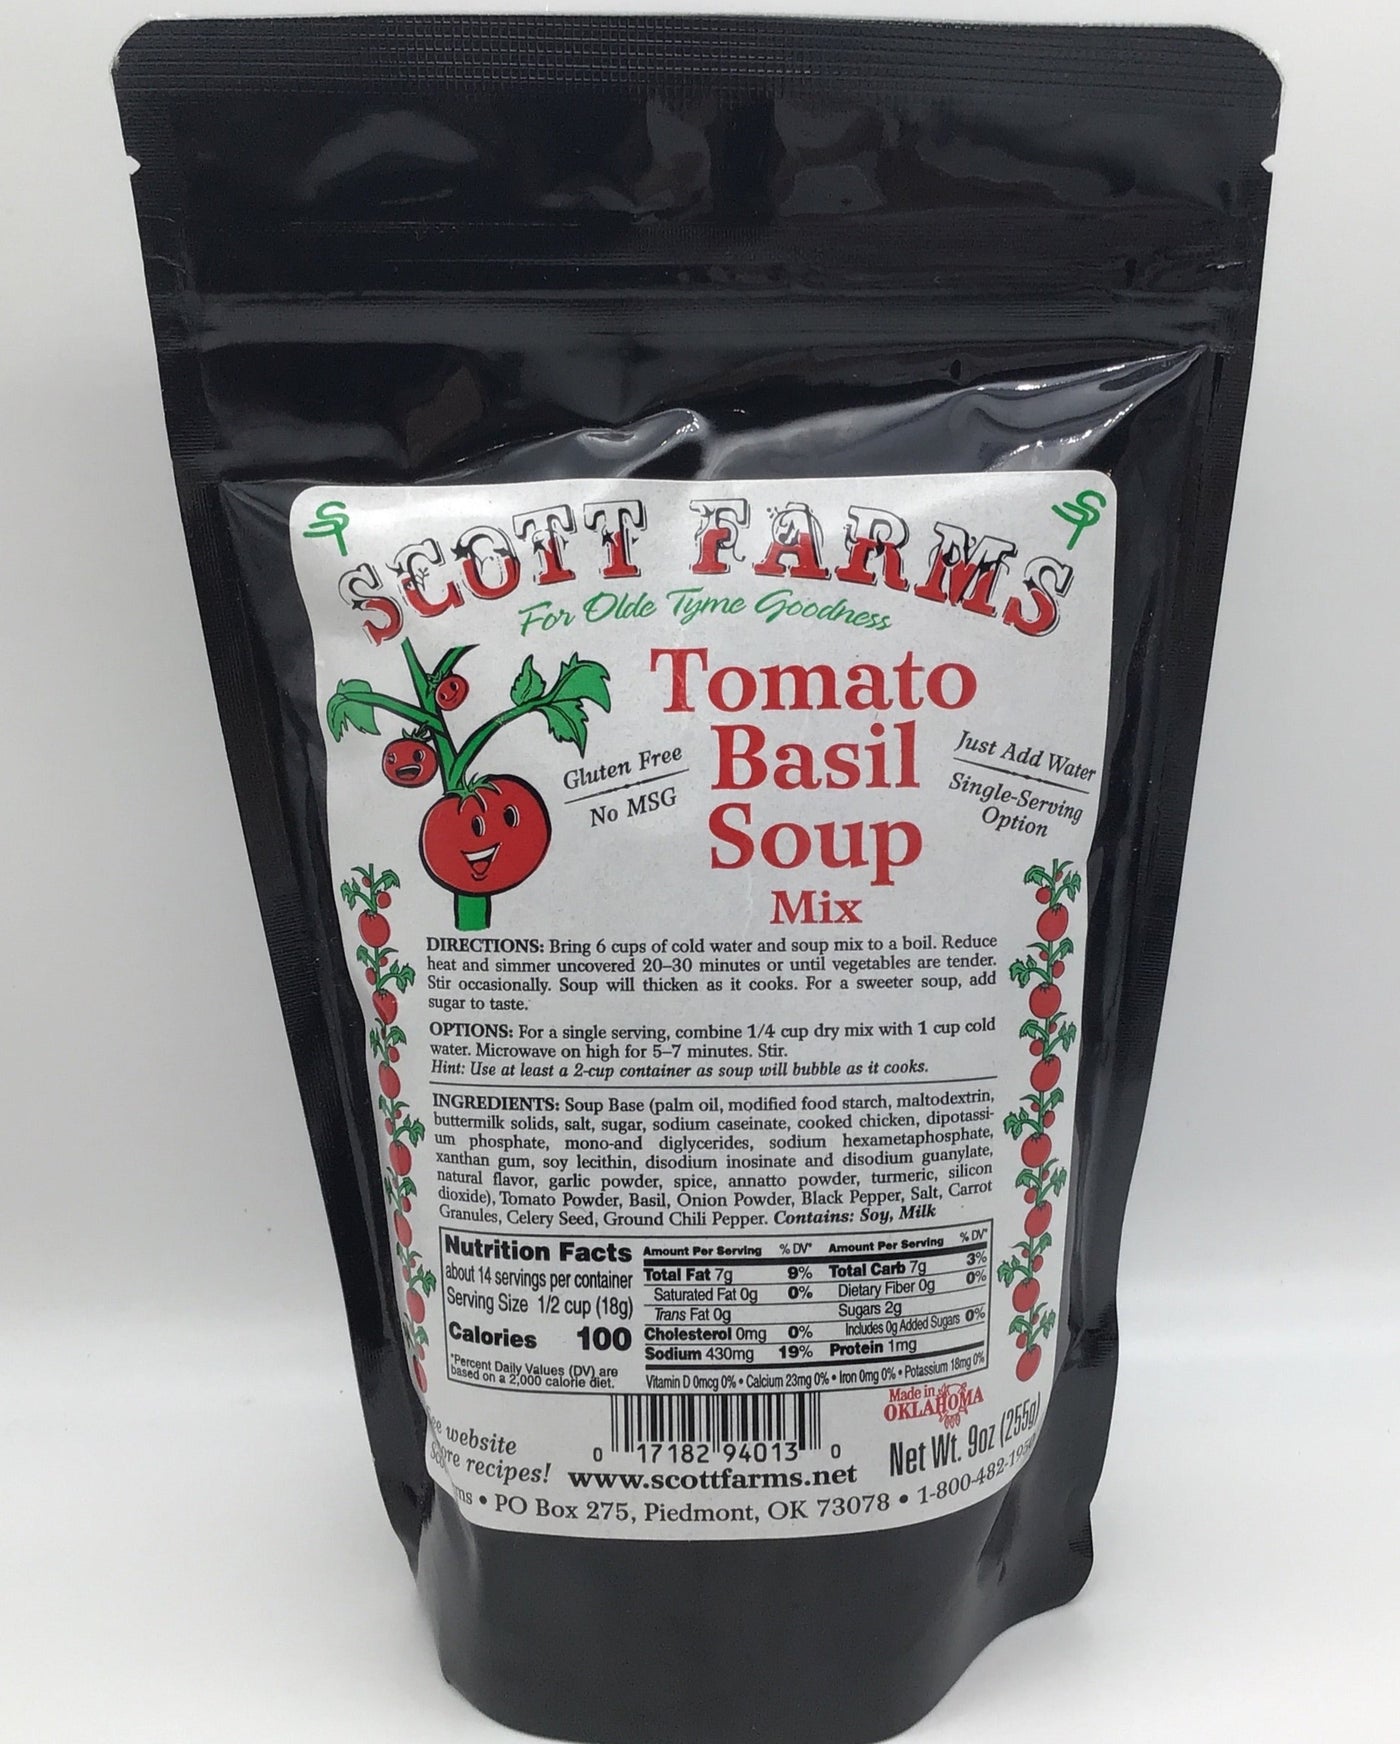 SCOTT FARMS
For Olde Tyme Goodness
Tomato
Basil
Soup
Mix
Gluten Free
No MSG
Just Add Water
Single-Serving
Option
DIRECTIONS: Bring 6 cups of cold water and soup mix to a boil. Reduce
heat and simmer uncovered 20–30 minutes or until vegetables are tender.
Stir occasionally. Soup will thicken as it cooks. For a sweeter soup, add
sugar to taste.
OPTIONS: For a single serving, combine 1/4 cup dry mix with 1 cup cold
water. Microwave on high for 5–7 minutes. Stir.
Hint: Use at least a 2-cup container as soup will bubble as it cooks.
INGREDIENTS: Soup Base (palm oil, modified food starch, maltodextrin,
buttermilk solids, salt, sugar, sodium caseinate, cooked chicken, dipotassi-
um phosphate, mono-and diglycerides, sodium hexametaphosphate,
xanthan gum, soy lecithin, disodium inosinate and disodium guanylate,
natural flavor, garlic powder, spice, annatto powder, turmeric, silicon
dioxide), Tomato Powder, Basil, Onion Powder, Black Pepper, Salt, Carrot
Granules, Celery Seed, Ground Chili Pepper. Contains: Soy, Milk
Nutrition Facts
about 14 servings per container
Serving Size 1/2 cup (18g)
Calories 100
*Percent Daily Values (DV) are
based on a 2,000 calorie diet.
Amount Per Serving % DV*
Total Fat 7g 9%
Saturated Fat 0g 0%
Trans Fat 0g
Cholesterol 0mg 0%
Sodium 430mg 19%
Amount Per Serving % DV*
Total Carb 7g 3%
Dietary Fiber 0g 0%
Sugars 2g
Includes 0g Added Sugars 0%
Protein 1mg
Vitamin D 0mcg 0% • Calcium 23mg 0% • Iron 0mg 0% • Potassium 18mg 0%
Made in
OKLAHOMA
website
recipes!
0 17182 94013 0
Net Wt. 9oz (255g)
www.scottfarms.net
• PO Box 275, Piedmont, OK 73078 • 1-800-482-